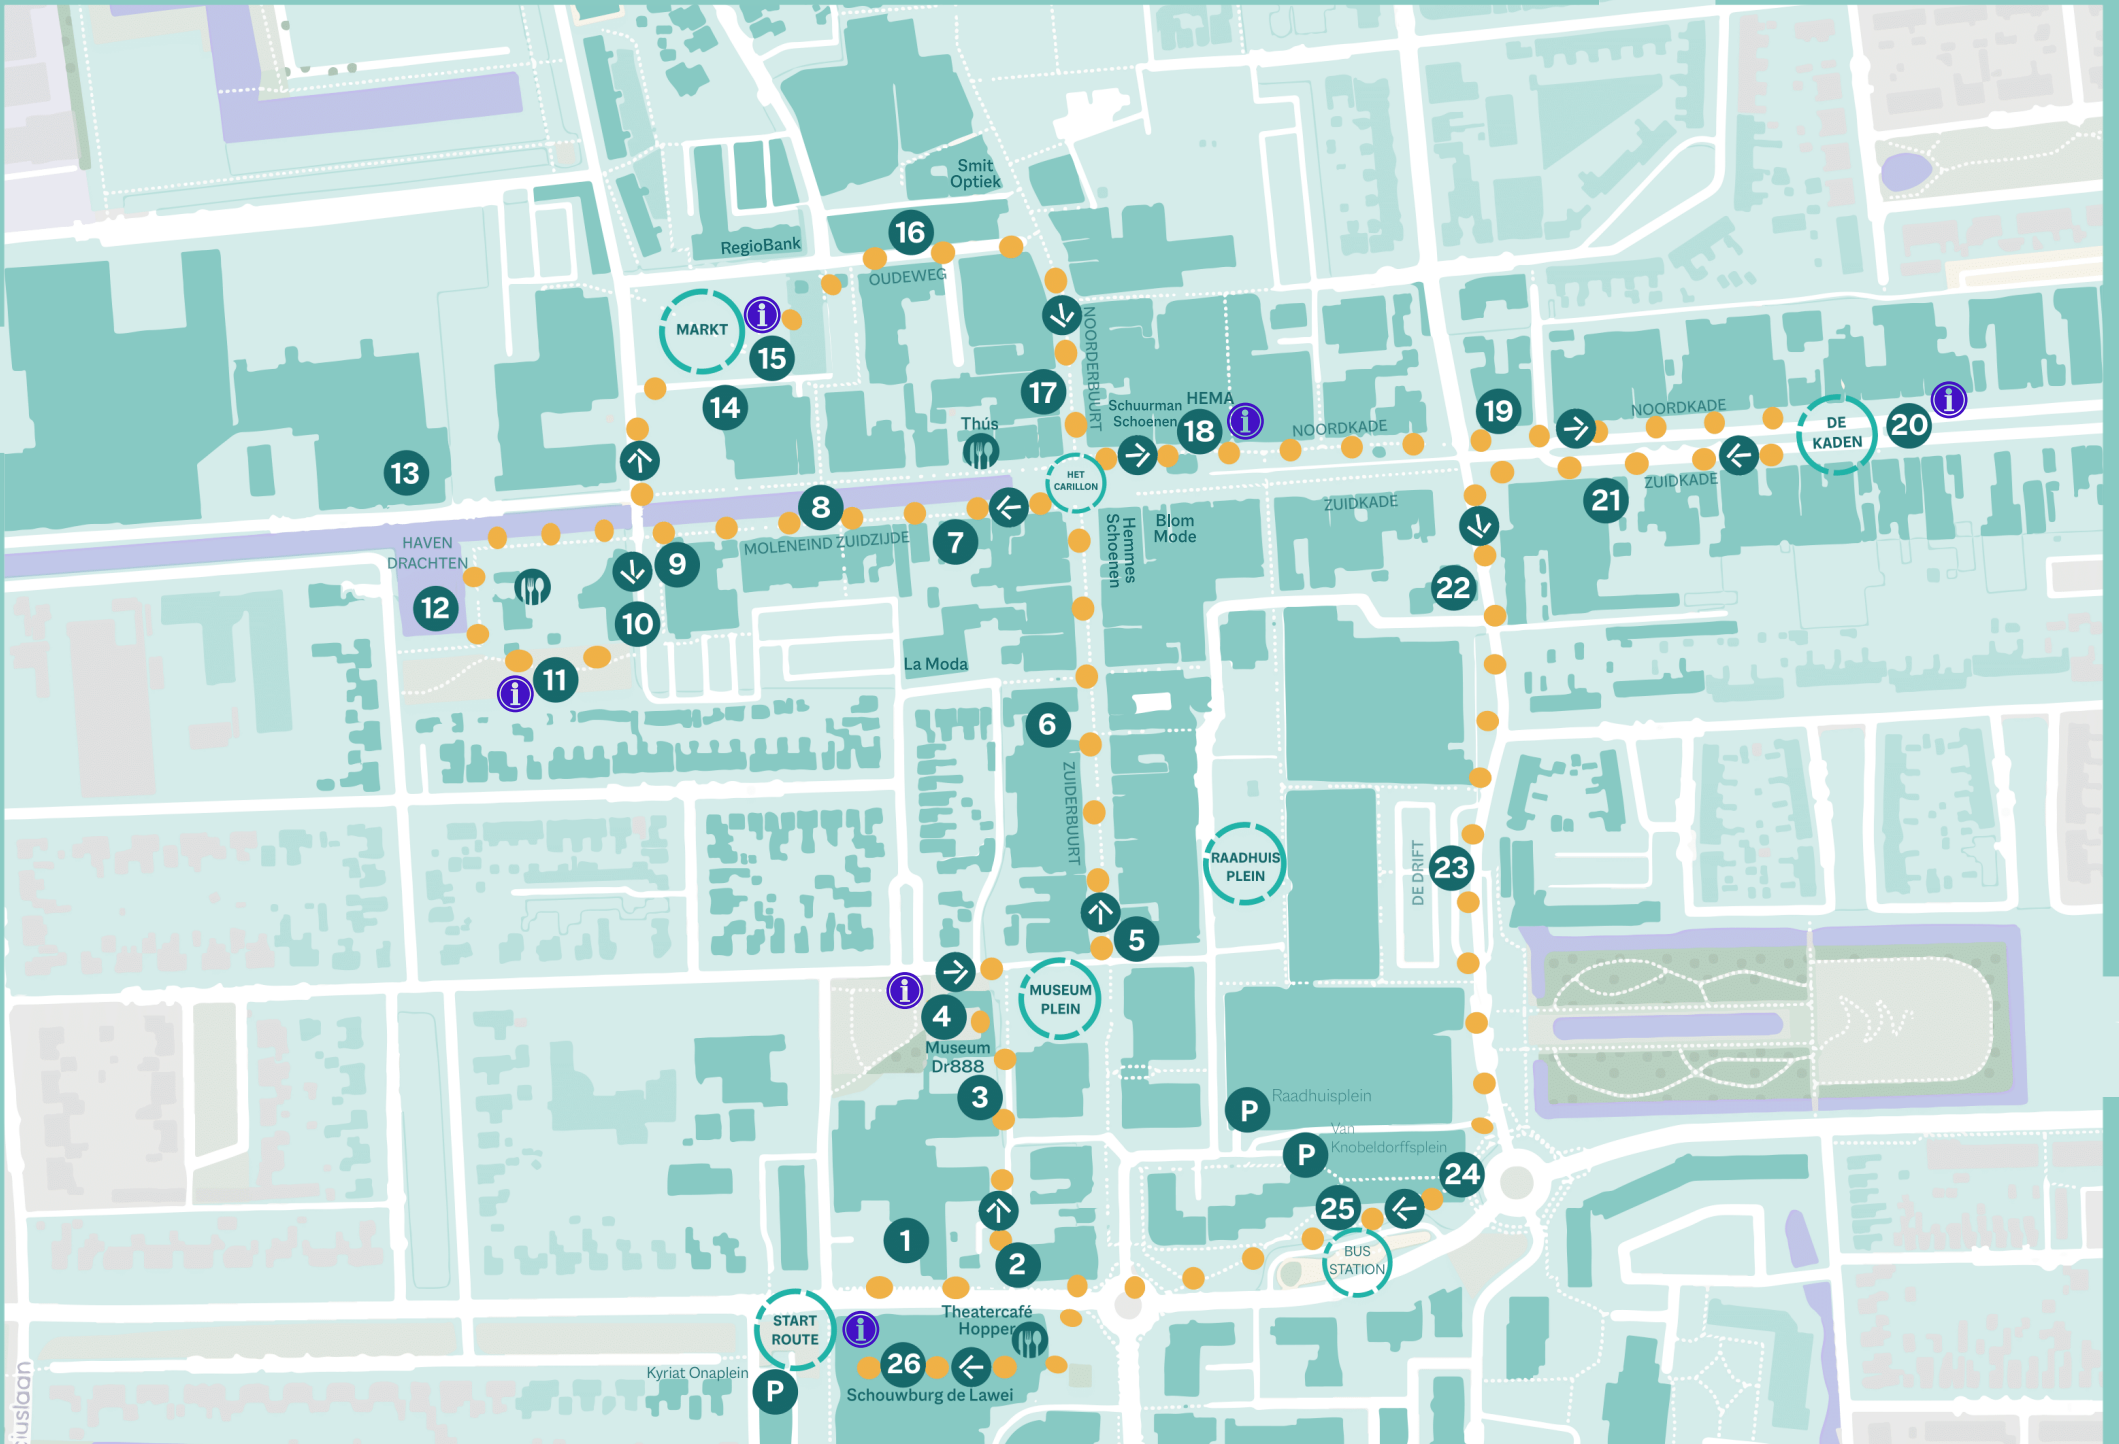 Smit
Optiek
16
RegioBank
OUDEWEG
MARKT
i
15
NOORDERBUURT
14
17
HEMA
Schuurman
Schoenen
18
i
NOORDKADE
19
NOORDKADE
i
DE
KADEN
20
Thús
13
HET
CARILLON
ZUIDKADE
21
ZUIDKADE
8
MOLENEIND ZUIDZIJDE
7
Hemmes
Schoenen
Blom
Mode
HAVEN
DRACHTEN
9
12
10
22
La Moda
11
i
6
ZUIDERBUURT
RAADHUIS
PLEIN
DE DRIFT
23
5
i
4
MUSEUM
PLEIN
Museum
Dr888
3
P
Raadhuisplein
P
Van
Knobeldorffsplein
24
25
1
2
BUS
STATION
START
ROUTE
i
Theatercafé
Hopper
26
Schouwburg de Lawei
Kyriat Onaplein
P
siuslaan